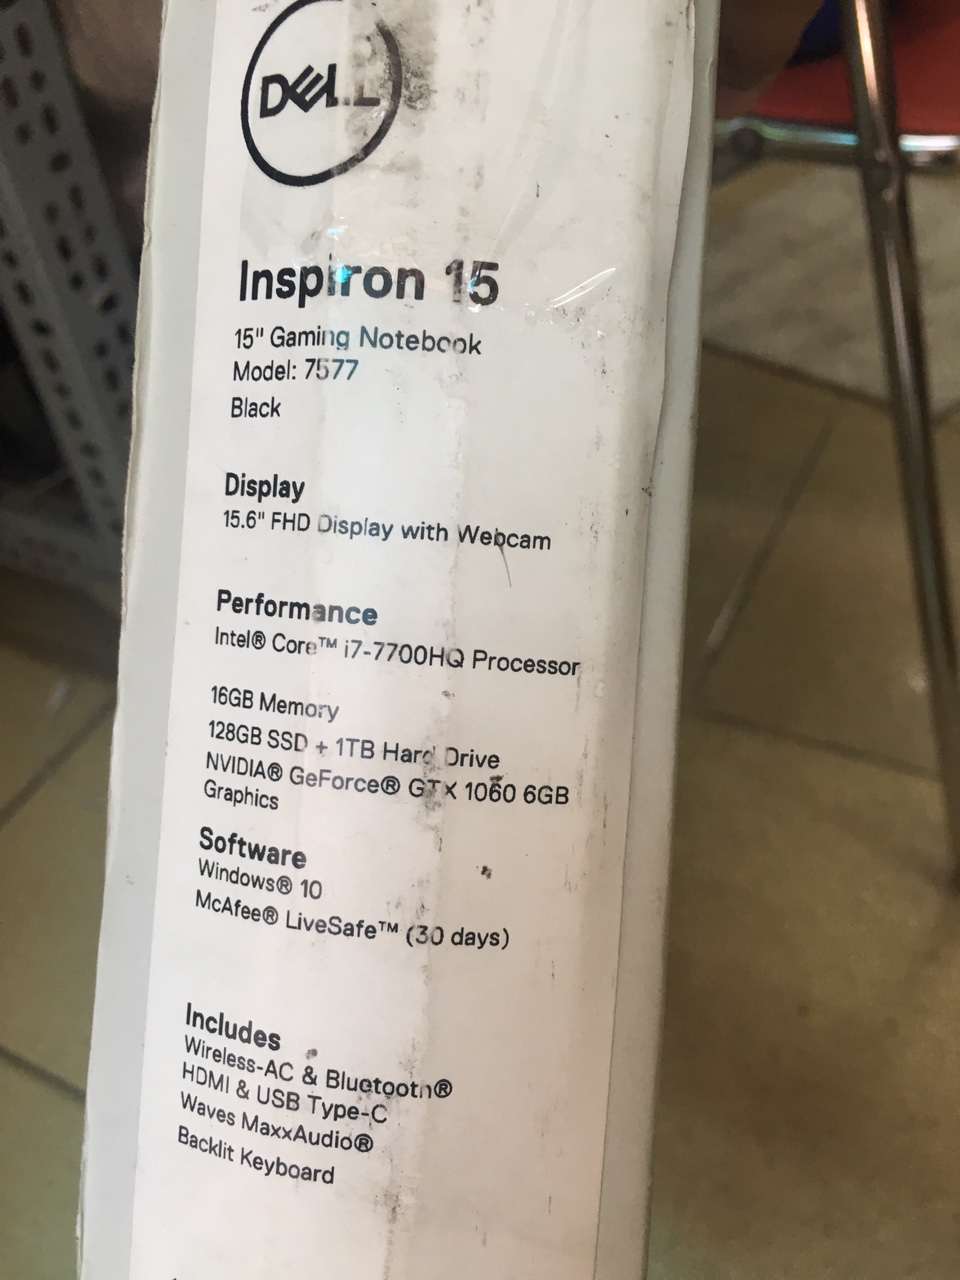 DELL
Inspiron 15
15" Gaming Notebook
Model: 7577
Black
Display
15.6" FHD Display with Webcam
Performance
Intel® Core™ i7-7700HQ Processor
16GB Memory
128GB SSD + 1TB Hard Drive
NVIDIA® GeForce® GTX 1060 6GB
Graphics
Software
Windows® 10
McAfee® LiveSafe™ (30 days)
Includes
Wireless-AC & Bluetooth®
HDMI & USB Type-C
Waves MaxxAudio®
Backlit Keyboard